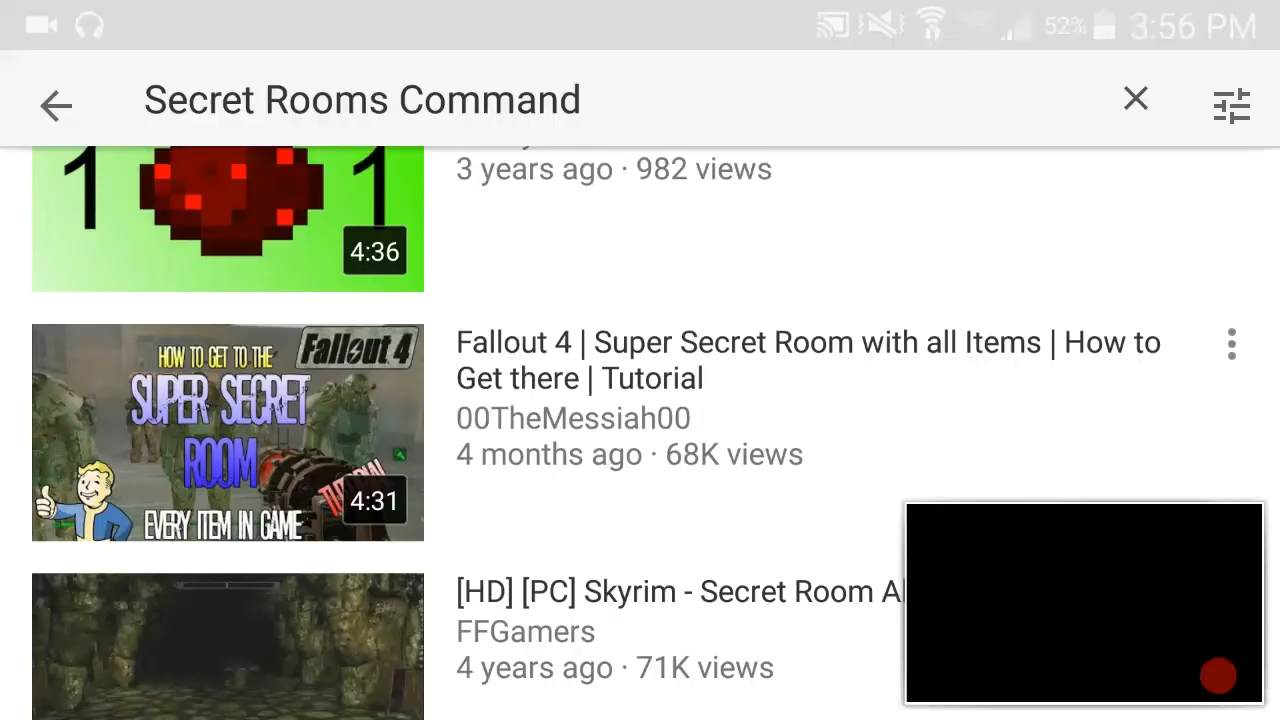 52% 3:56 PM
Secret Rooms Command
1 1
4:36
3 years ago · 982 views
HOW TO GET TO THE
Fallout 4
SUPER SECRET
ROOM
TUTORIAL
4:31
EVERY ITEM IN GAME
Fallout 4 | Super Secret Room with all Items | How to
Get there | Tutorial
00TheMessiah00
4 months ago · 68K views
[HD] [PC] Skyrim - Secret Room
FFGamers
4 years ago · 71K views